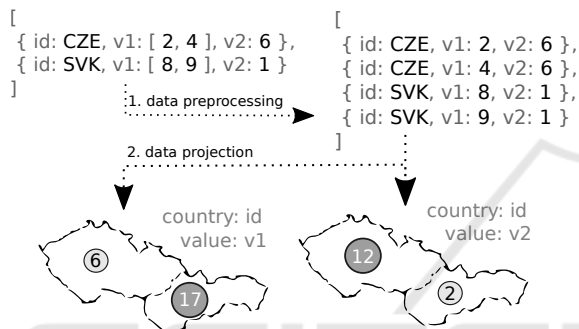 [
{ id: CZE, v1: [ 2, 4 ], v2: 6 },
{ id: SVK, v1: [ 8, 9 ], v2: 1 }
]
1. data preprocessing
[
{ id: CZE, v1: 2, v2: 6 },
{ id: CZE, v1: 4, v2: 6 },
{ id: SVK, v1: 8, v2: 1 },
{ id: SVK, v1: 9, v2: 1 }
]
2. data projection
country: id
value: v1
6
17
country: id
value: v2
12
2